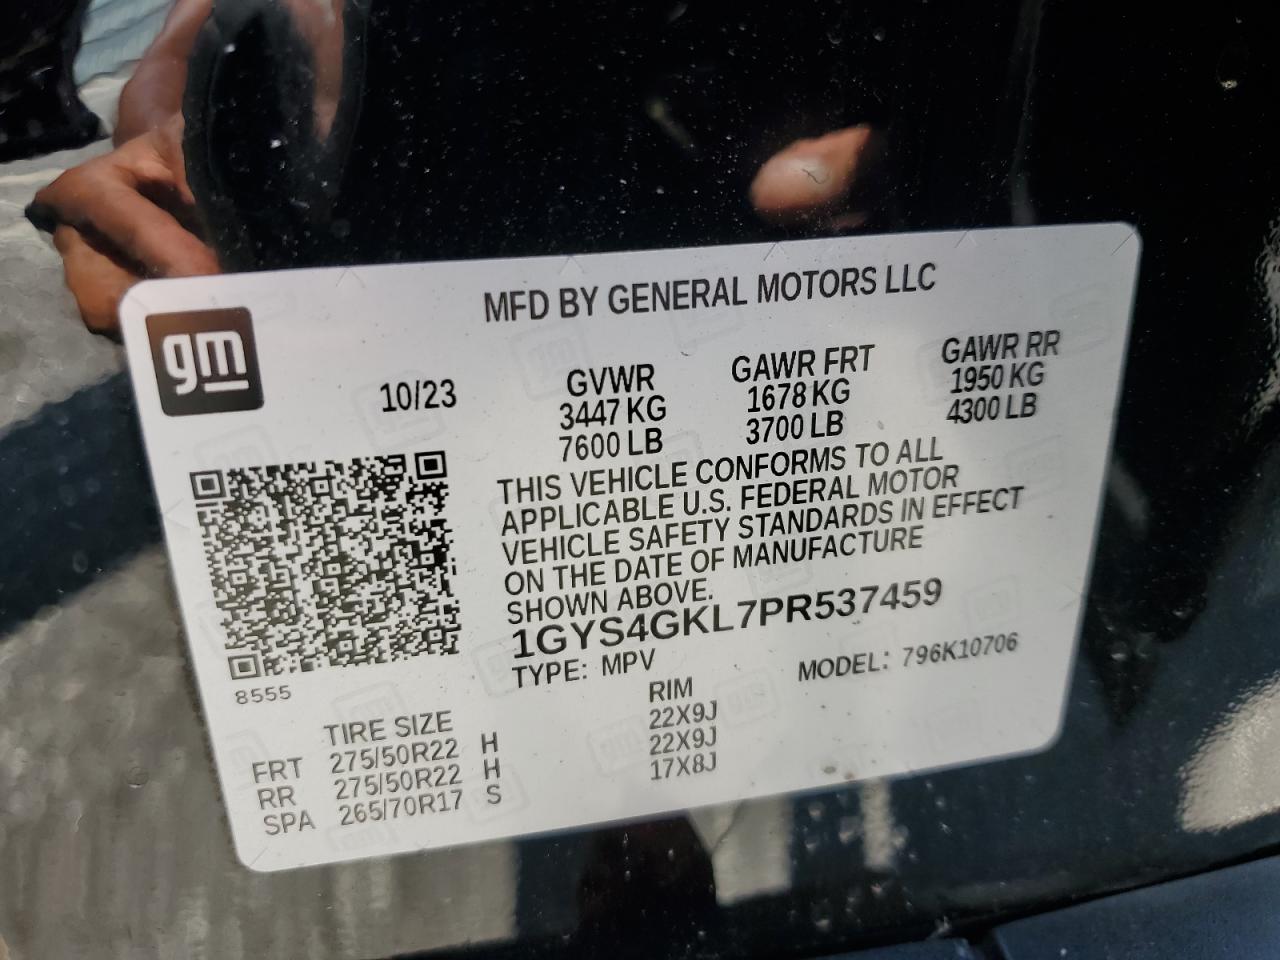 MFD BY GENERAL MOTORS LLC
gm
10/23
GVWR GAWR FRT GAWR RR
3447 KG 1678 KG 1950 KG
7600 LB 3700 LB 4300 LB
THIS VEHICLE CONFORMS TO ALL
APPLICABLE U.S. FEDERAL MOTOR
VEHICLE SAFETY STANDARDS IN EFFECT
ON THE DATE OF MANUFACTURE
SHOWN ABOVE.
1GYS4GKL7PR537459
TYPE: MPV MODEL: 796K10706
8555
TIRE SIZE RIM
FRT 275/50R22 H 22X9J
RR 275/50R22 H 22X9J
SPA 265/70R17 S 17X8J